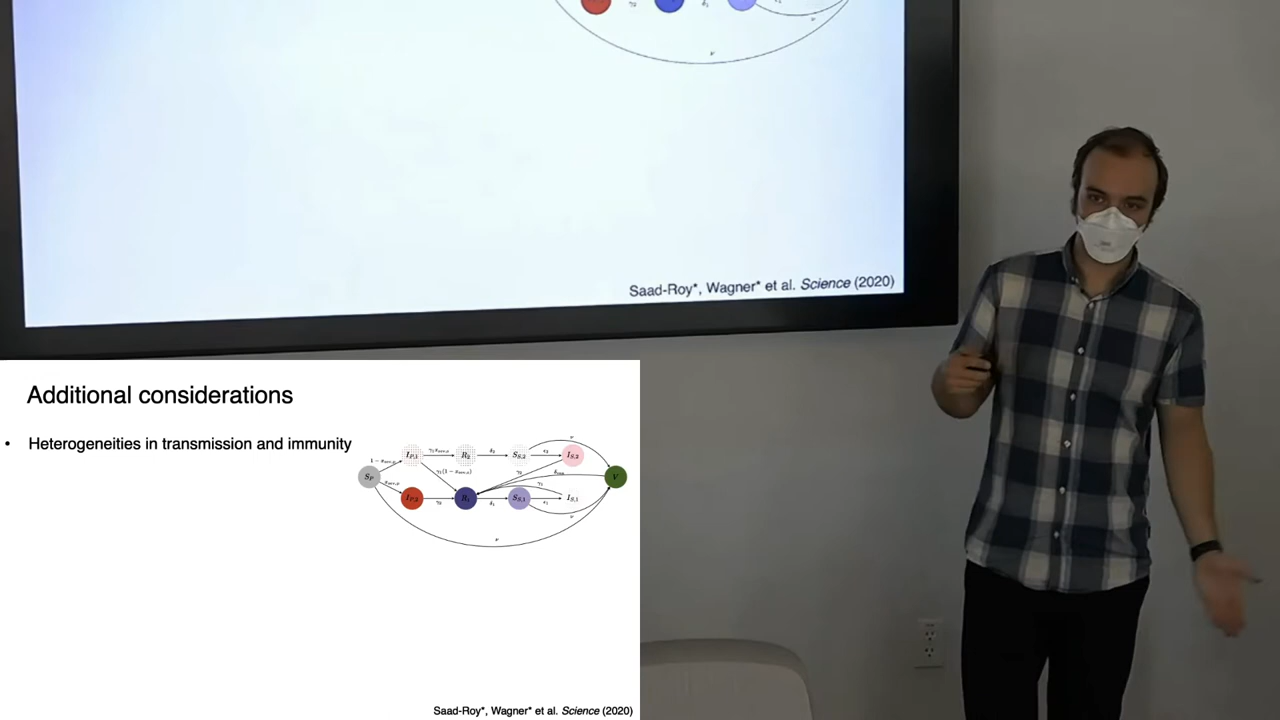 Saad-Roy*, Wagner* et al. Science (2020)
Additional considerations
• Heterogeneities in transmission and immunity
Saad-Roy*, Wagner* et al. Science (2020)